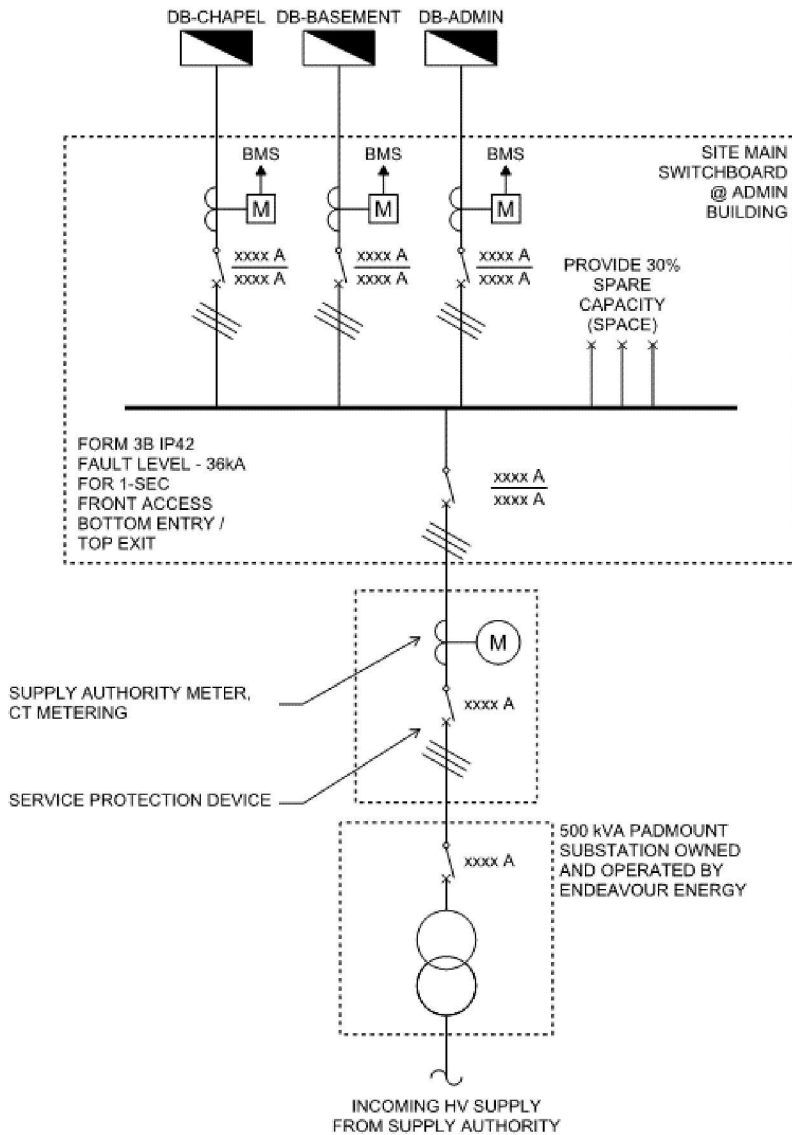 DB-CHAPEL DB-BASEMENT DB-ADMIN
BMS BMS BMS
M M M
xxxx A xxxx A xxxx A
xxxx A xxxx A xxxx A
SITE MAIN
SWITCHBOARD
@ ADMIN
BUILDING
PROVIDE 30%
SPARE
CAPACITY
(SPACE)
FORM 3B IP42
FAULT LEVEL - 36kA
FOR 1-SEC
FRONT ACCESS
BOTTOM ENTRY /
TOP EXIT
xxxx A
xxxx A
M
SUPPLY AUTHORITY METER,
CT METERING
xxxx A
SERVICE PROTECTION DEVICE
500 kVA PADMOUNT
SUBSTATION OWNED
AND OPERATED BY
ENDEAVOUR ENERGY
xxxx A
INCOMING HV SUPPLY
FROM SUPPLY AUTHORITY